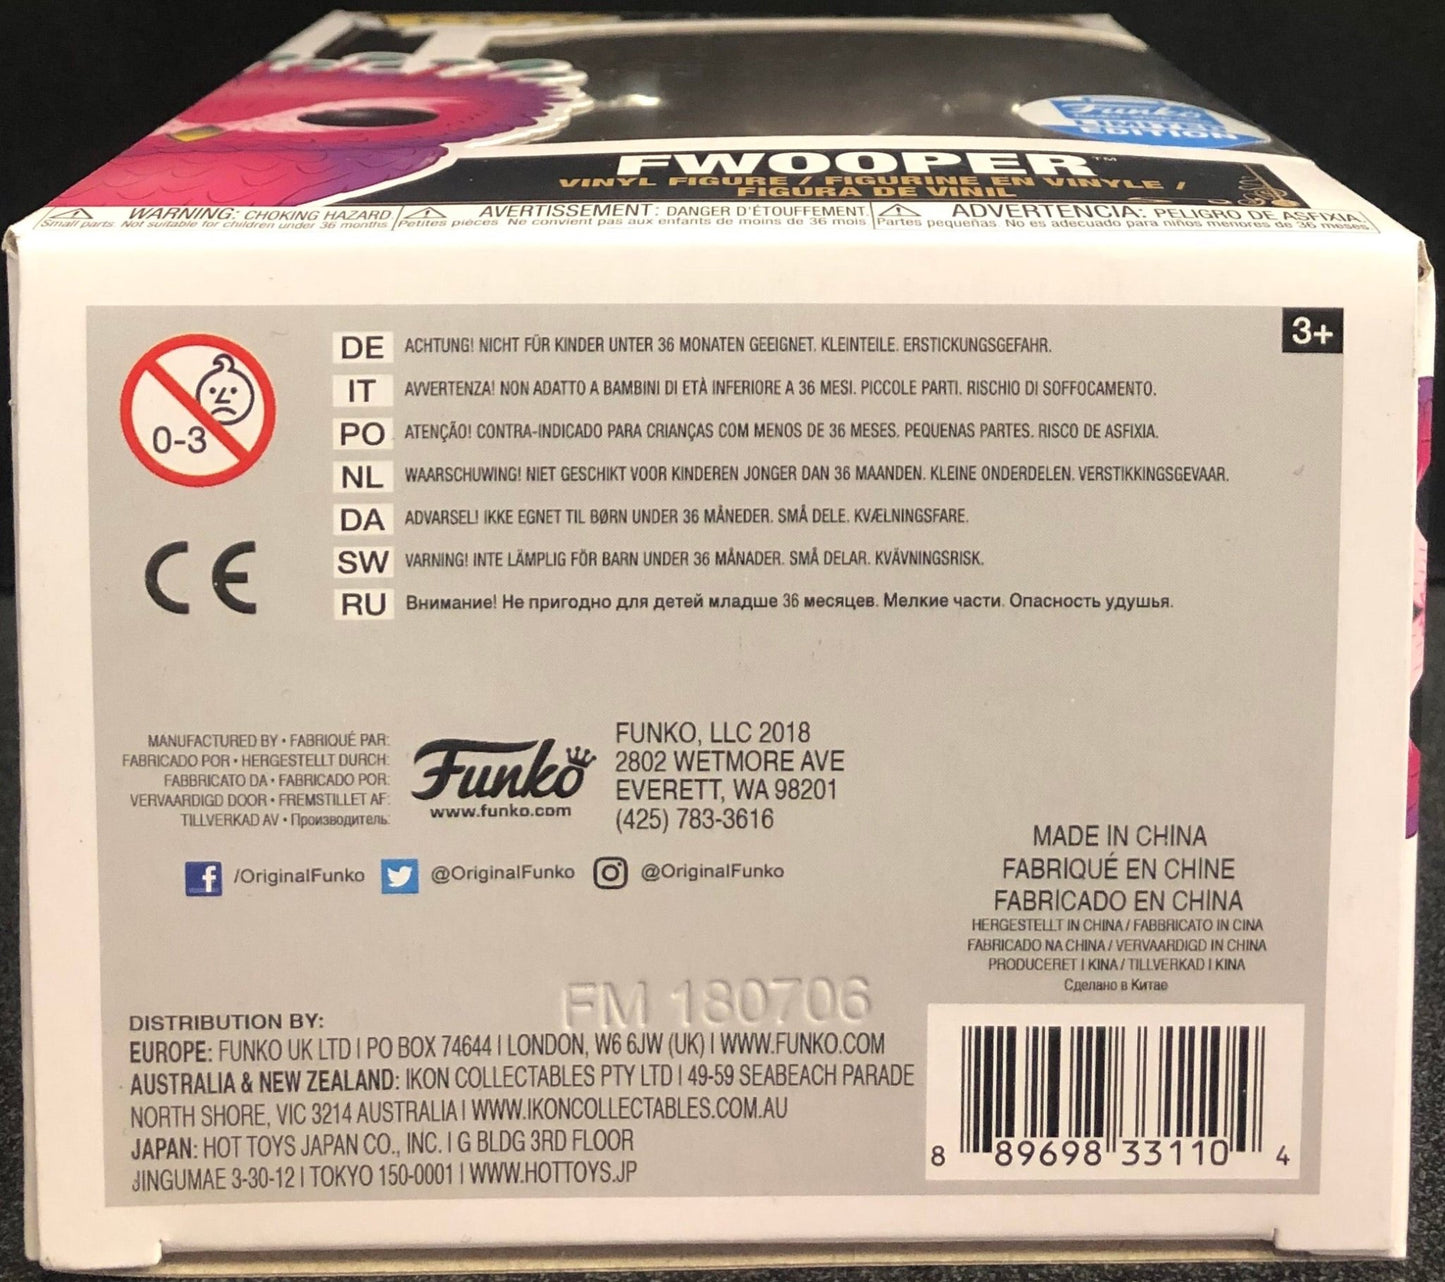 Funko
LIMITED
EDITION
FWOOPER™
VINYL FIGURE / FIGURINE EN VINYLE /
FIGURA DE VINIL
WARNING: CHOKING HAZARD.
Small parts. Not suitable for children under 36 months
AVERTISSEMENT: DANGER D'ÉTOUFFEMENT.
Petites pièces. Ne convient pas aux enfants de moins de 36 mois
ADVERTENCIA: PELIGRO DE ASFIXIA.
Partes pequeñas. No es adecuado para niños menores de 36 meses
3+
0-3
DE ACHTUNG! NICHT FÜR KINDER UNTER 36 MONATEN GEEIGNET. KLEINTEILE. ERSTICKUNGSGEFAHR.
IT AVVERTENZA! NON ADATTO A BAMBINI DI ETÀ INFERIORE A 36 MESI. PICCOLE PARTI. RISCHIO DI SOFFOCAMENTO.
PO ATENÇÃO! CONTRA-INDICADO PARA CRIANÇAS COM MENOS DE 36 MESES. PEQUENAS PARTES. RISCO DE ASFIXIA.
NL WAARSCHUWING! NIET GESCHIKT VOOR KINDEREN JONGER DAN 36 MAANDEN. KLEINE ONDERDELEN. VERSTIKKINGSGEVAAR.
DA ADVARSEL! IKKE EGNET TIL BØRN UNDER 36 MÅNEDER. SMÅ DELE. KVÆLNINGSFARE.
SW VARNING! INTE LÄMPLIG FÖR BARN UNDER 36 MÅNADER. SMÅ DELAR. KVÄVNINGSRISK.
RU Внимание! Не пригодно для детей младше 36 месяцев. Мелкие части. Опасность удушья.
CE
MANUFACTURED BY • FABRIQUÉ PAR:
FABRICADO POR • HERGESTELLT DURCH:
FABBRICATO DA • FABRICADO POR:
VERVAARDIGD DOOR • FREMSTILLET AF:
TILLVERKAD AV • Производитель:
Funko
www.funko.com
FUNKO, LLC 2018
2802 WETMORE AVE
EVERETT, WA 98201
(425) 783-3616
/OriginalFunko @OriginalFunko @OriginalFunko
MADE IN CHINA
FABRIQUÉ EN CHINE
FABRICADO EN CHINA
HERGESTELLT IN CHINA / FABBRICATO IN CINA
FABRICADO NA CHINA / VERVAARDIGD IN CHINA
PRODUCERET I KINA / TILLVERKAD I KINA
Сделано в Китае
FM 180706
DISTRIBUTION BY:
EUROPE: FUNKO UK LTD | PO BOX 74644 | LONDON, W6 6JW (UK) | WWW.FUNKO.COM
AUSTRALIA & NEW ZEALAND: IKON COLLECTABLES PTY LTD | 49-59 SEABEACH PARADE
NORTH SHORE, VIC 3214 AUSTRALIA | WWW.IKONCOLLECTABLES.COM.AU
JAPAN: HOT TOYS JAPAN CO., INC. | G BLDG 3RD FLOOR
JINGUMAE 3-30-12 | TOKYO 150-0001 | WWW.HOTTOYS.JP
8 89698 33110 4